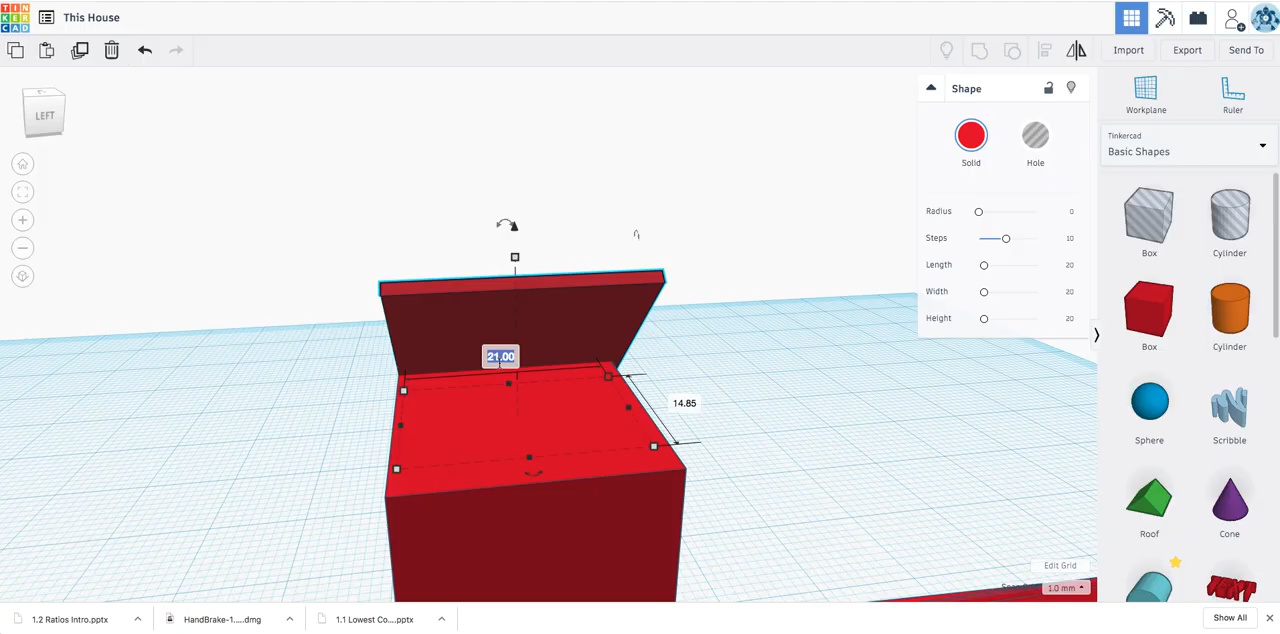 TIN
KER
CAD
This House
Import
Export
Send To
LEFT
Shape
Solid
Hole
Radius
0
Steps
10
Length
20
Width
20
Height
20
Workplane
Ruler
Tinkercad
Basic Shapes
Box
Cylinder
Box
Cylinder
Sphere
Scribble
Roof
Cone
TEXT
21.00
14.85
Edit Grid
1.0 mm
1.2 Ratios Intro.pptx
HandBrake-1.....dmg
1.1 Lowest Co....pptx
Show All